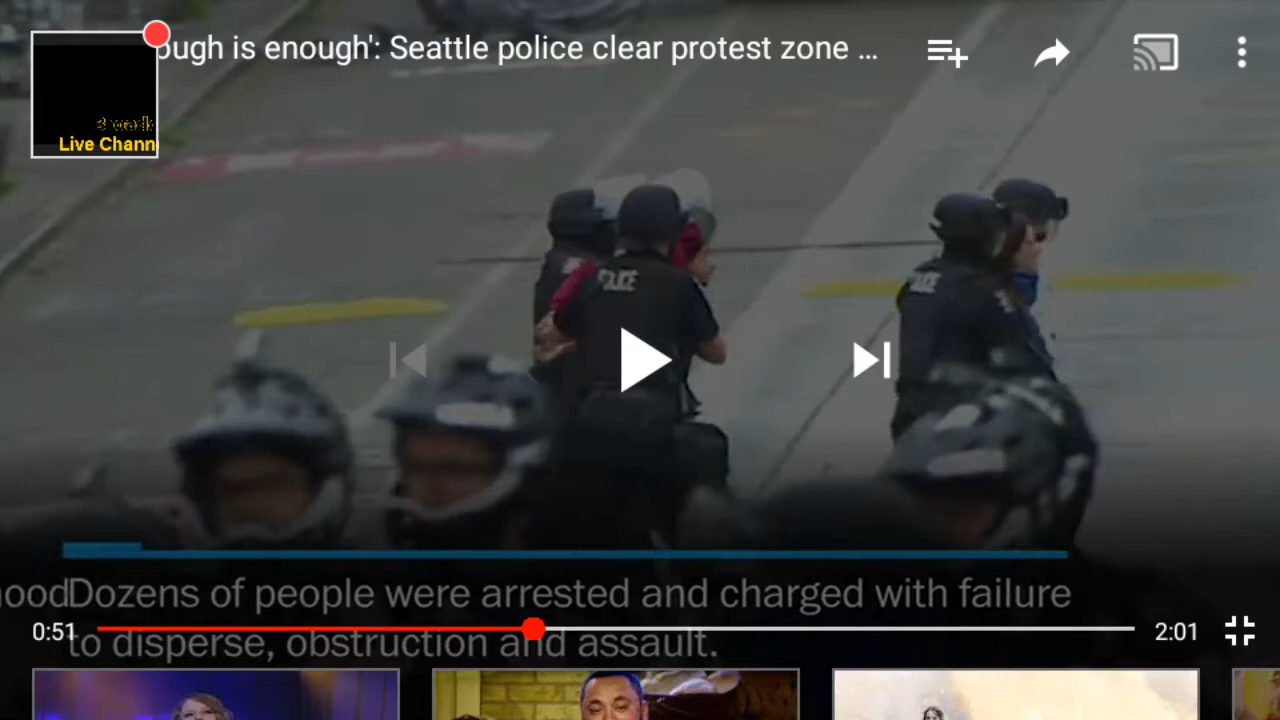 ough is enough': Seattle police clear protest zone ...
Live Chann
POLICE
POLICE
Dozens of people were arrested and charged with failure
to disperse, obstruction and assault.
0:51
2:01